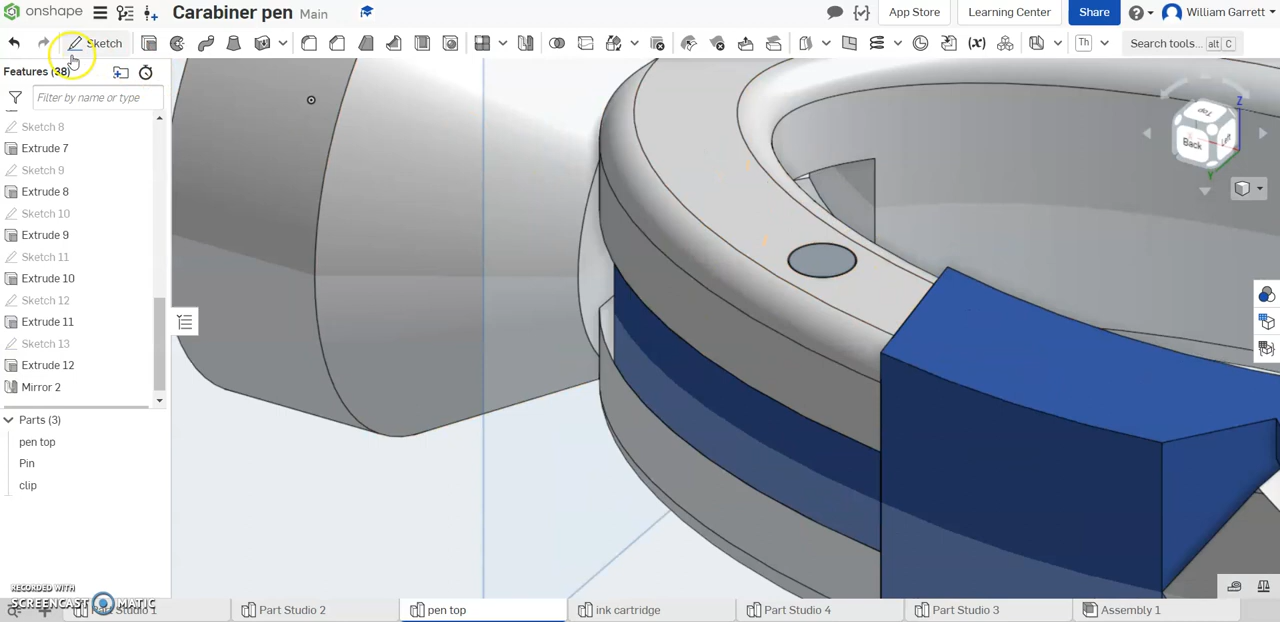 onshape Carabiner pen Main App Store Learning Center Share William Garrett
Sketch Search tools... alt C
Features (38)
Filter by name or type
Sketch 8
Extrude 7
Sketch 9
Extrude 8
Sketch 10
Extrude 9
Sketch 11
Extrude 10
Sketch 12
Extrude 11
Sketch 13
Extrude 12
Mirror 2
Parts (3)
pen top
Pin
clip
Z
Top
Back
Left
Y
RECORDED WITH
SCREENCAST MATIC
Part Studio 1 Part Studio 2 pen top ink cartridge Part Studio 4 Part Studio 3 Assembly 1